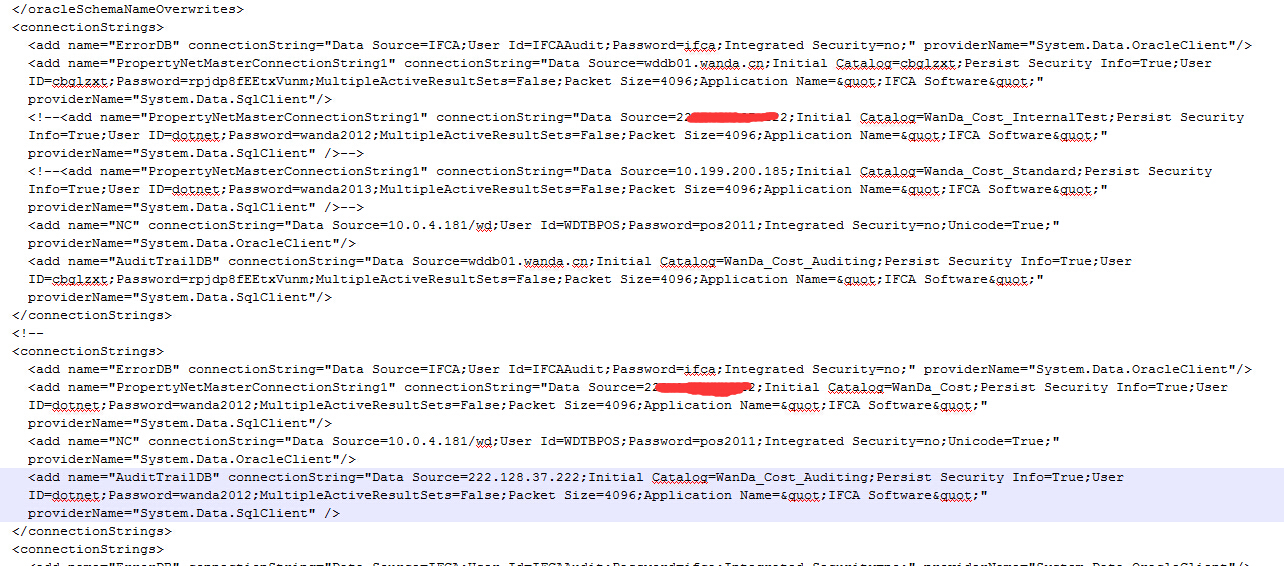 </oracleSchemaNameOverwrites>
<connectionStrings>
<add name="ErrorDB" connectionString="Data Source=IFCA;User Id=IFCAAudit;Password=ifca;Integrated Security=no;" providerName="System.Data.OracleClient"/>
<add name="PropertyNetMasterConnectionString1" connectionString="Data Source=wddb01.wanda.cn;Initial Catalog=cbglzxt;Persist Security Info=True;User
ID=cbglzxt;Password=rpjdp8fEEtxVunm;MultipleActiveResultSets=False;Packet Size=4096;Application Name=&quot;IFCA Software&quot;"
providerName="System.Data.SqlClient"/>
<!--<add name="PropertyNetMasterConnectionString1" connectionString="Data Source=22 2;Initial Catalog=WanDa_Cost_InternalTest;Persist Security
Info=True;User ID=dotnet;Password=wanda2012;MultipleActiveResultSets=False;Packet Size=4096;Application Name=&quot;IFCA Software&quot;"
providerName="System.Data.SqlClient" />-->
<!--<add name="PropertyNetMasterConnectionString1" connectionString="Data Source=10.199.200.185;Initial Catalog=Wanda_Cost_Standard;Persist Security
Info=True;User ID=dotnet;Password=wanda2013;MultipleActiveResultSets=False;Packet Size=4096;Application Name=&quot;IFCA Software&quot;"
providerName="System.Data.SqlClient" />-->
<add name="NC" connectionString="Data Source=10.0.4.181/wd;User Id=WDTBPOS;Password=pos2011;Integrated Security=no;Unicode=True;"
providerName="System.Data.OracleClient"/>
<add name="AuditTrailDB" connectionString="Data Source=wddb01.wanda.cn;Initial Catalog=WanDa_Cost_Auditing;Persist Security Info=True;User
ID=cbglzxt;Password=rpjdp8fEEtxVunm;MultipleActiveResultSets=False;Packet Size=4096;Application Name=&quot;IFCA Software&quot;"
providerName="System.Data.SqlClient"/>
</connectionStrings>
<!--
<connectionStrings>
<add name="ErrorDB" connectionString="Data Source=IFCA;User Id=IFCAAudit;Password=ifca;Integrated Security=no;" providerName="System.Data.OracleClient"/>
<add name="PropertyNetMasterConnectionString1" connectionString="Data Source=22 2;Initial Catalog=WanDa_Cost;Persist Security Info=True;User
ID=dotnet;Password=wanda2012;MultipleActiveResultSets=False;Packet Size=4096;Application Name=&quot;IFCA Software&quot;"
providerName="System.Data.SqlClient"/>
<add name="NC" connectionString="Data Source=10.0.4.181/wd;User Id=WDTBPOS;Password=pos2011;Integrated Security=no;Unicode=True;"
providerName="System.Data.OracleClient"/>
<add name="AuditTrailDB" connectionString="Data Source=222.128.37.222;Initial Catalog=WanDa_Cost_Auditing;Persist Security Info=True;User
ID=dotnet;Password=wanda2012;MultipleActiveResultSets=False;Packet Size=4096;Application Name=&quot;IFCA Software&quot;"
providerName="System.Data.SqlClient" />
</connectionStrings>
<connectionStrings>